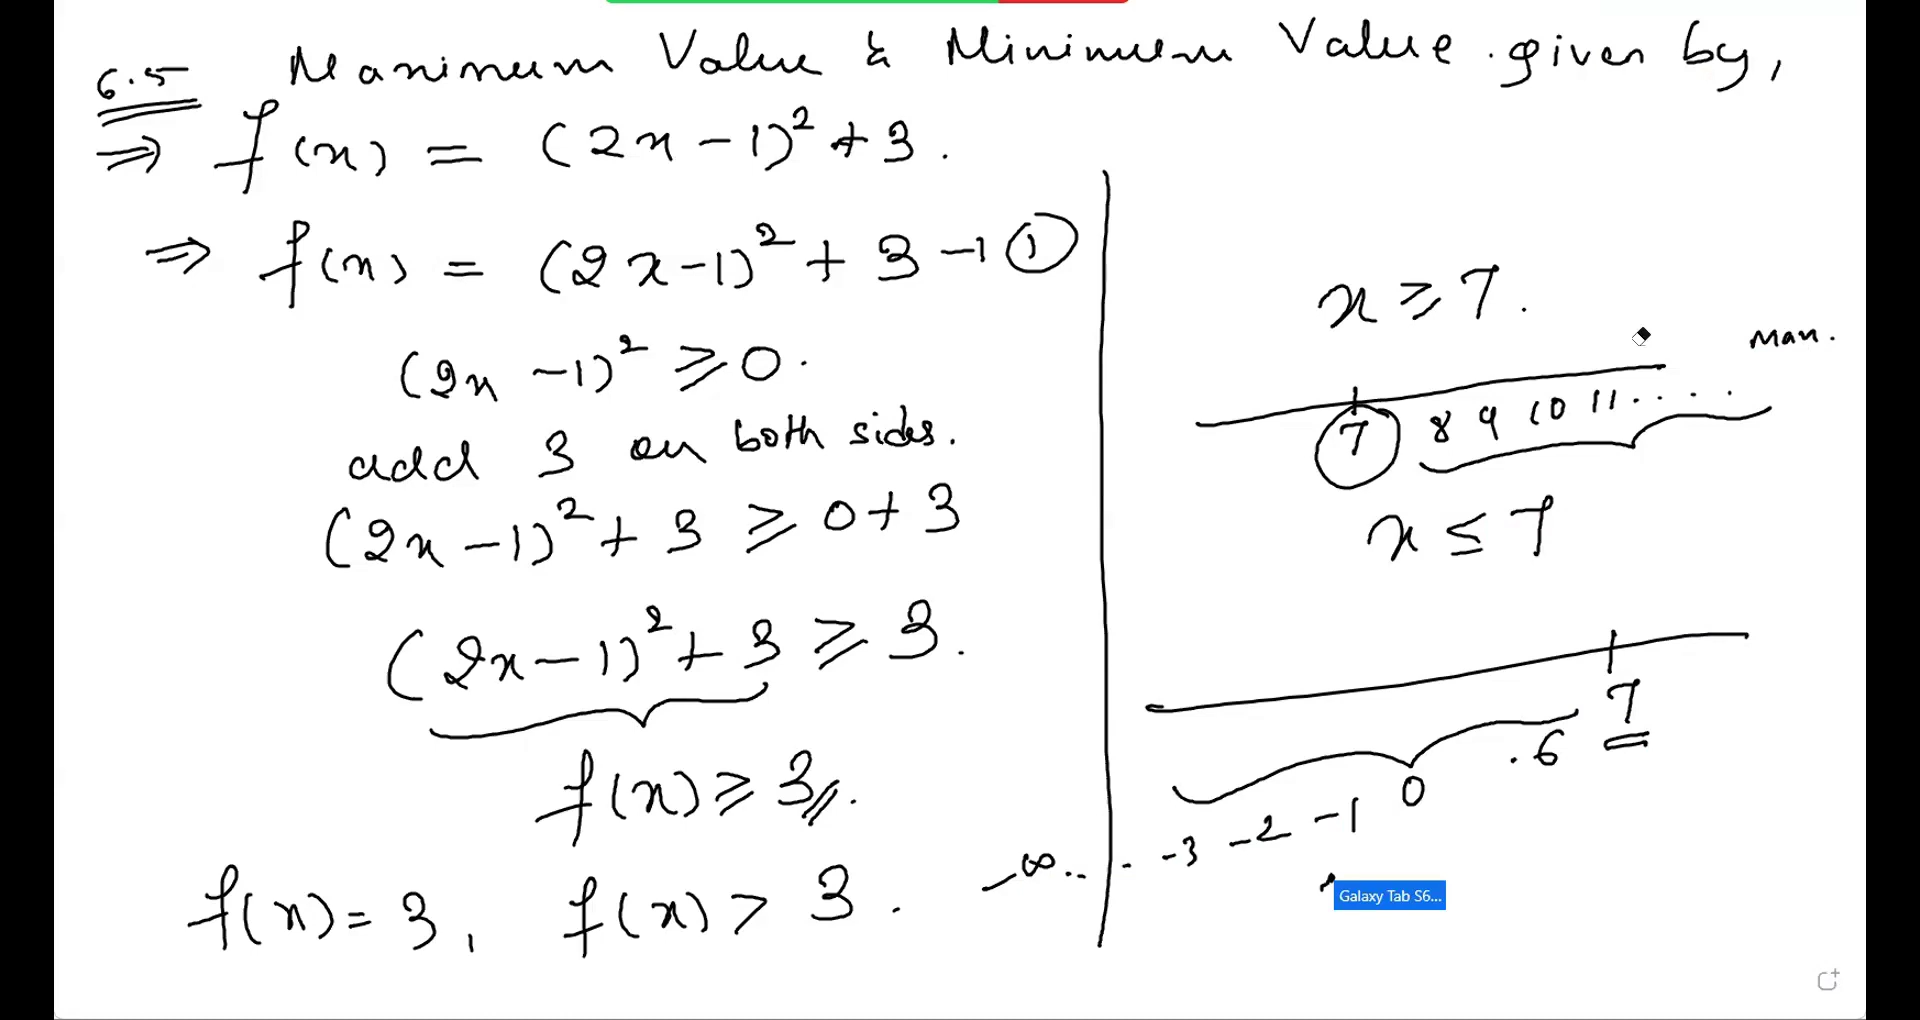 6.5 Maximum Value & Minimum Value. given by,
⇒ f(x) = (2x-1)² + 3.
⇒ f(x) = (2x-1)² + 3 —1 ①
(2x -1)² ≥ 0.
add 3 on both sides.
(2x-1)² + 3 ≥ 0+3
(2x-1)² + 3 ≥ 3.
f(x) ≥ 3.
f(x) = 3, f(x) > 3.
x ≥ 7.
max.
7 8 9 10 11 . . . . .
x ≤ 7
7
-∞ .. . -3 -2 -1 0 . 6
Galaxy Tab S6...